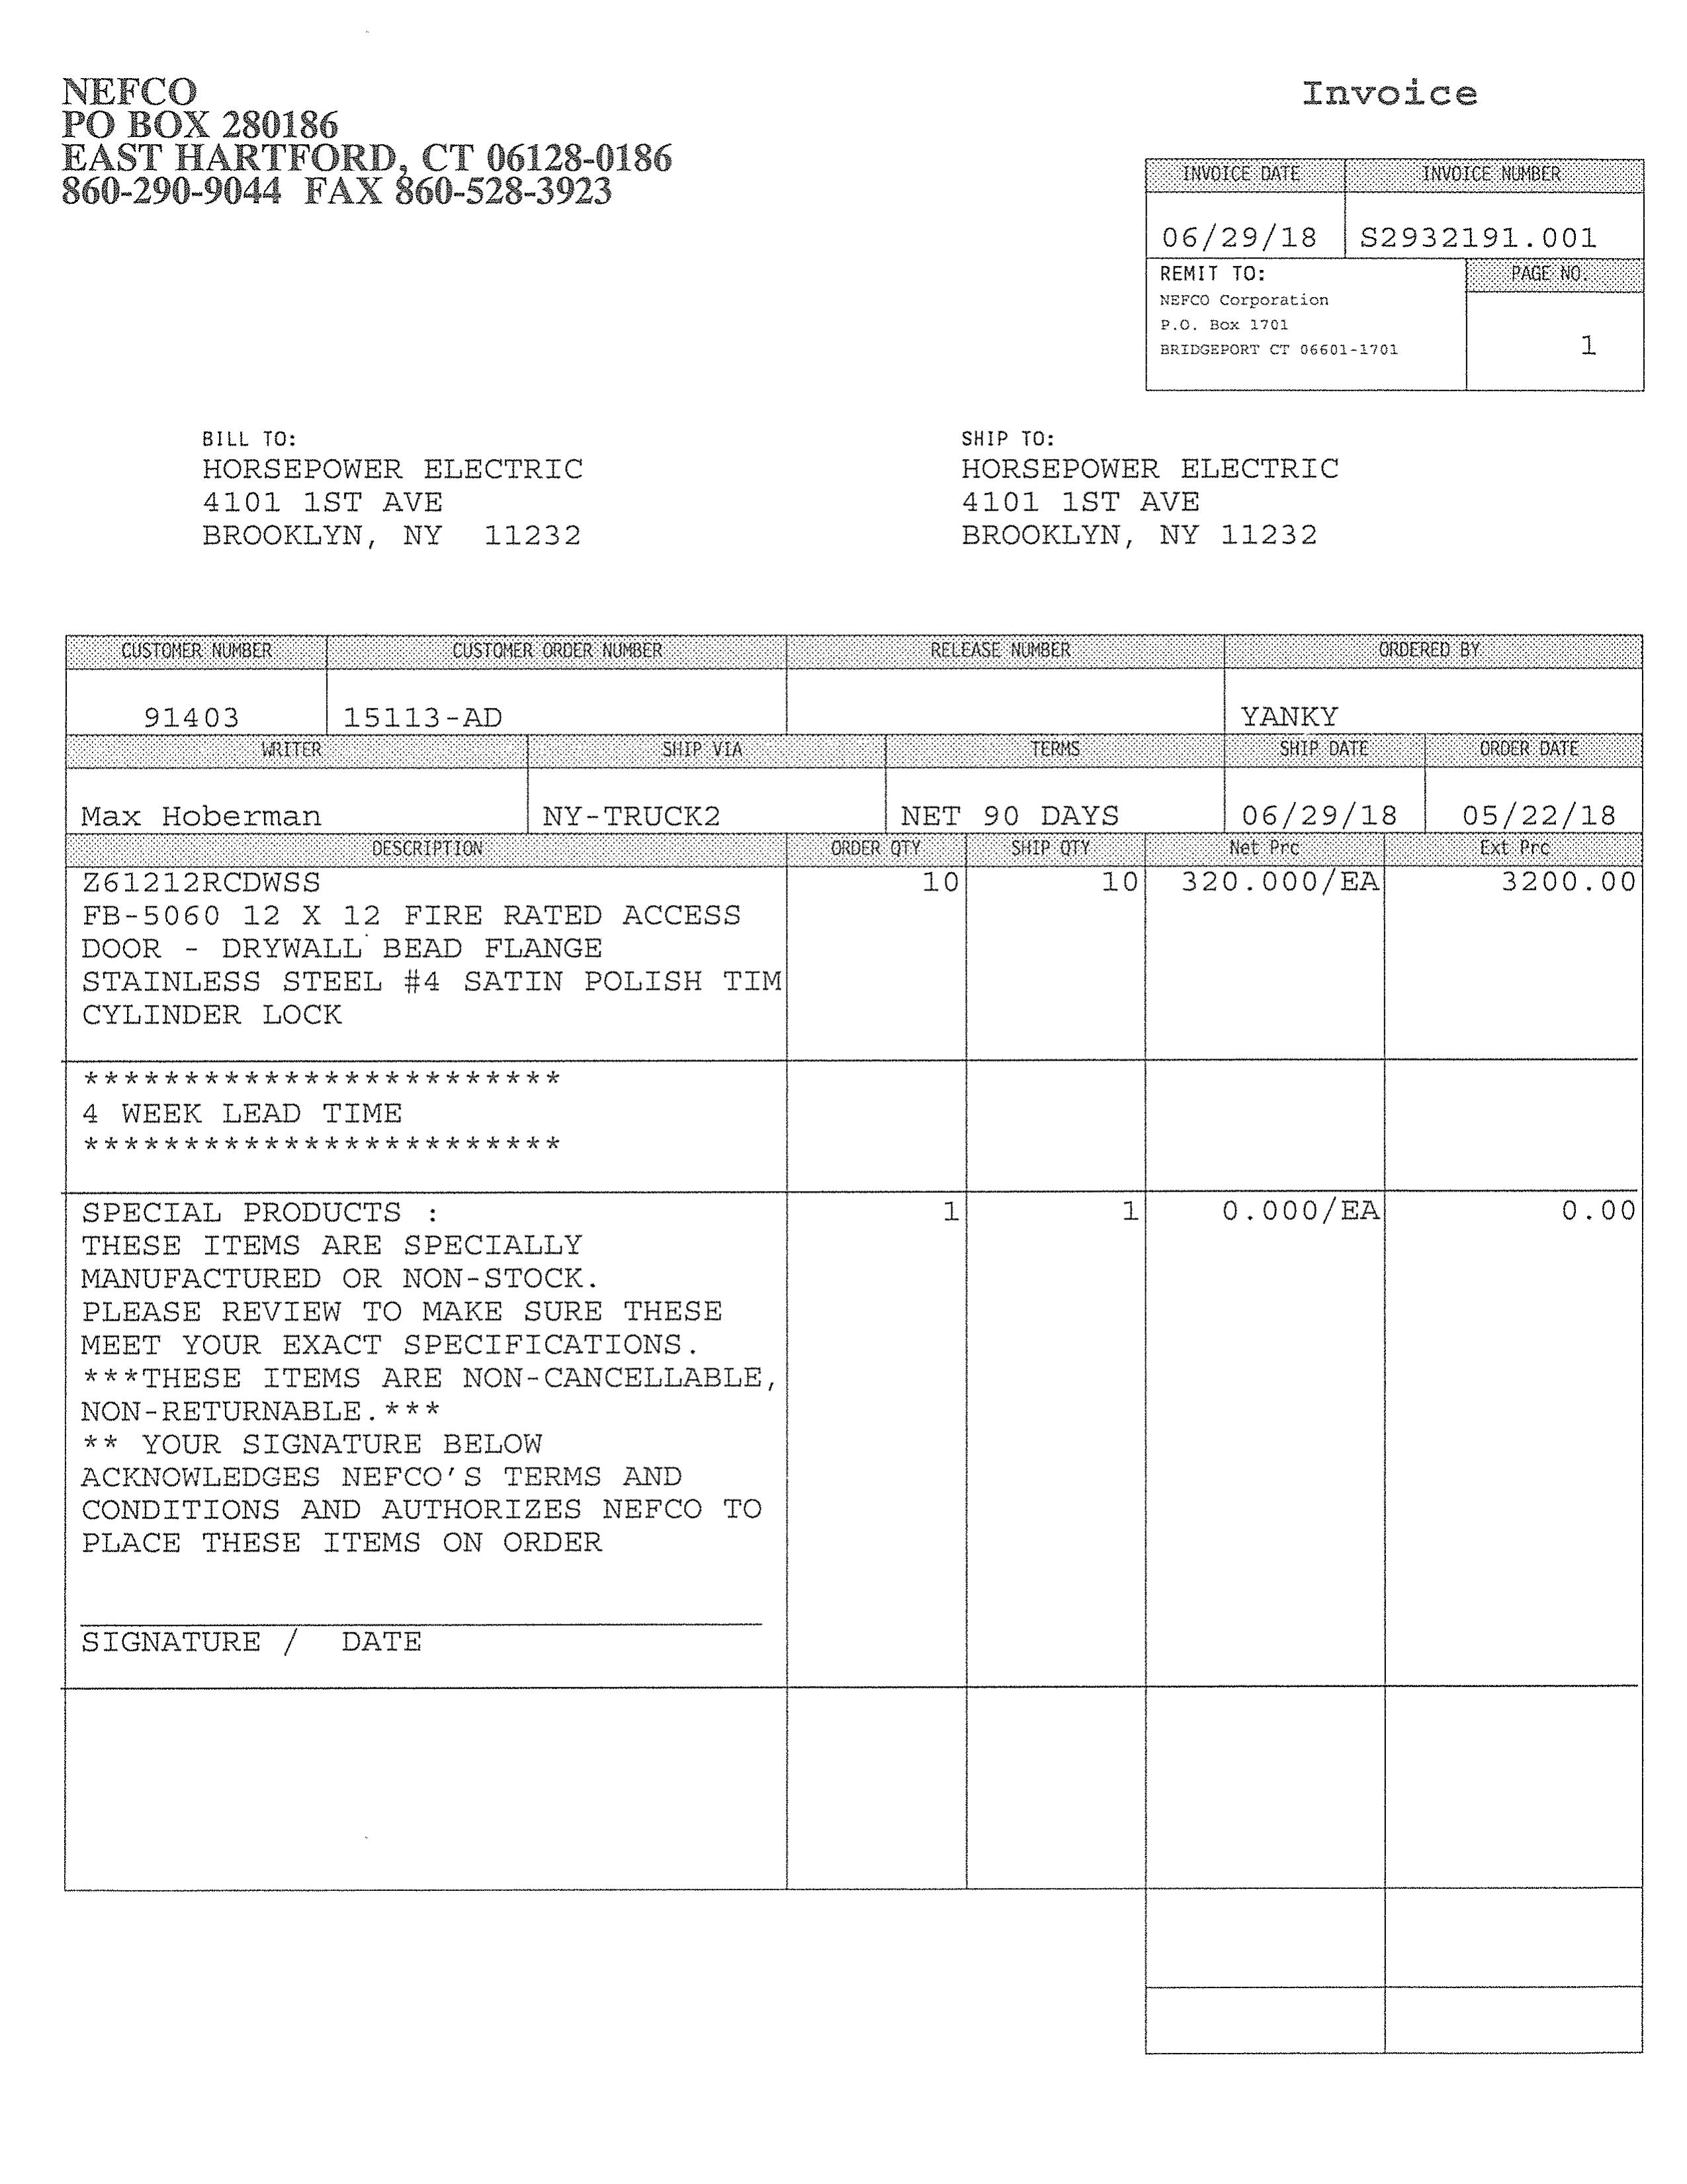 NEFCO
PO BOX 280186
EAST HARTFORD, CT 06128-0186
860-290-9044 FAX 860-528-3923
Invoice
INVOICE DATE INVOICE NUMBER
06/29/18 S2932191.001
REMIT TO: PAGE NO.
NEFCO Corporation
P.O. Box 1701
BRIDGEPORT CT 06601-1701
1
BILL TO:
HORSEPOWER ELECTRIC
4101 1ST AVE
BROOKLYN, NY 11232
SHIP TO:
HORSEPOWER ELECTRIC
4101 1ST AVE
BROOKLYN, NY 11232
CUSTOMER NUMBER CUSTOMER ORDER NUMBER RELEASE NUMBER ORDERED BY
91403 15113-AD YANKY
WRITER SHIP VIA TERMS SHIP DATE ORDER DATE
Max Hoberman NY-TRUCK2 NET 90 DAYS 06/29/18 05/22/18
DESCRIPTION ORDER QTY SHIP QTY Net Prc Ext Prc
Z61212RCDWSS 10 10 320.000/EA 3200.00
FB-5060 12 X 12 FIRE RATED ACCESS
DOOR - DRYWALL BEAD FLANGE
STAINLESS STEEL #4 SATIN POLISH TIM
CYLINDER LOCK
************************
4 WEEK LEAD TIME
************************
SPECIAL PRODUCTS : 1 1 0.000/EA 0.00
THESE ITEMS ARE SPECIALLY
MANUFACTURED OR NON-STOCK.
PLEASE REVIEW TO MAKE SURE THESE
MEET YOUR EXACT SPECIFICATIONS.
***THESE ITEMS ARE NON-CANCELLABLE,
NON-RETURNABLE.***
** YOUR SIGNATURE BELOW
ACKNOWLEDGES NEFCO'S TERMS AND
CONDITIONS AND AUTHORIZES NEFCO TO
PLACE THESE ITEMS ON ORDER
SIGNATURE / DATE